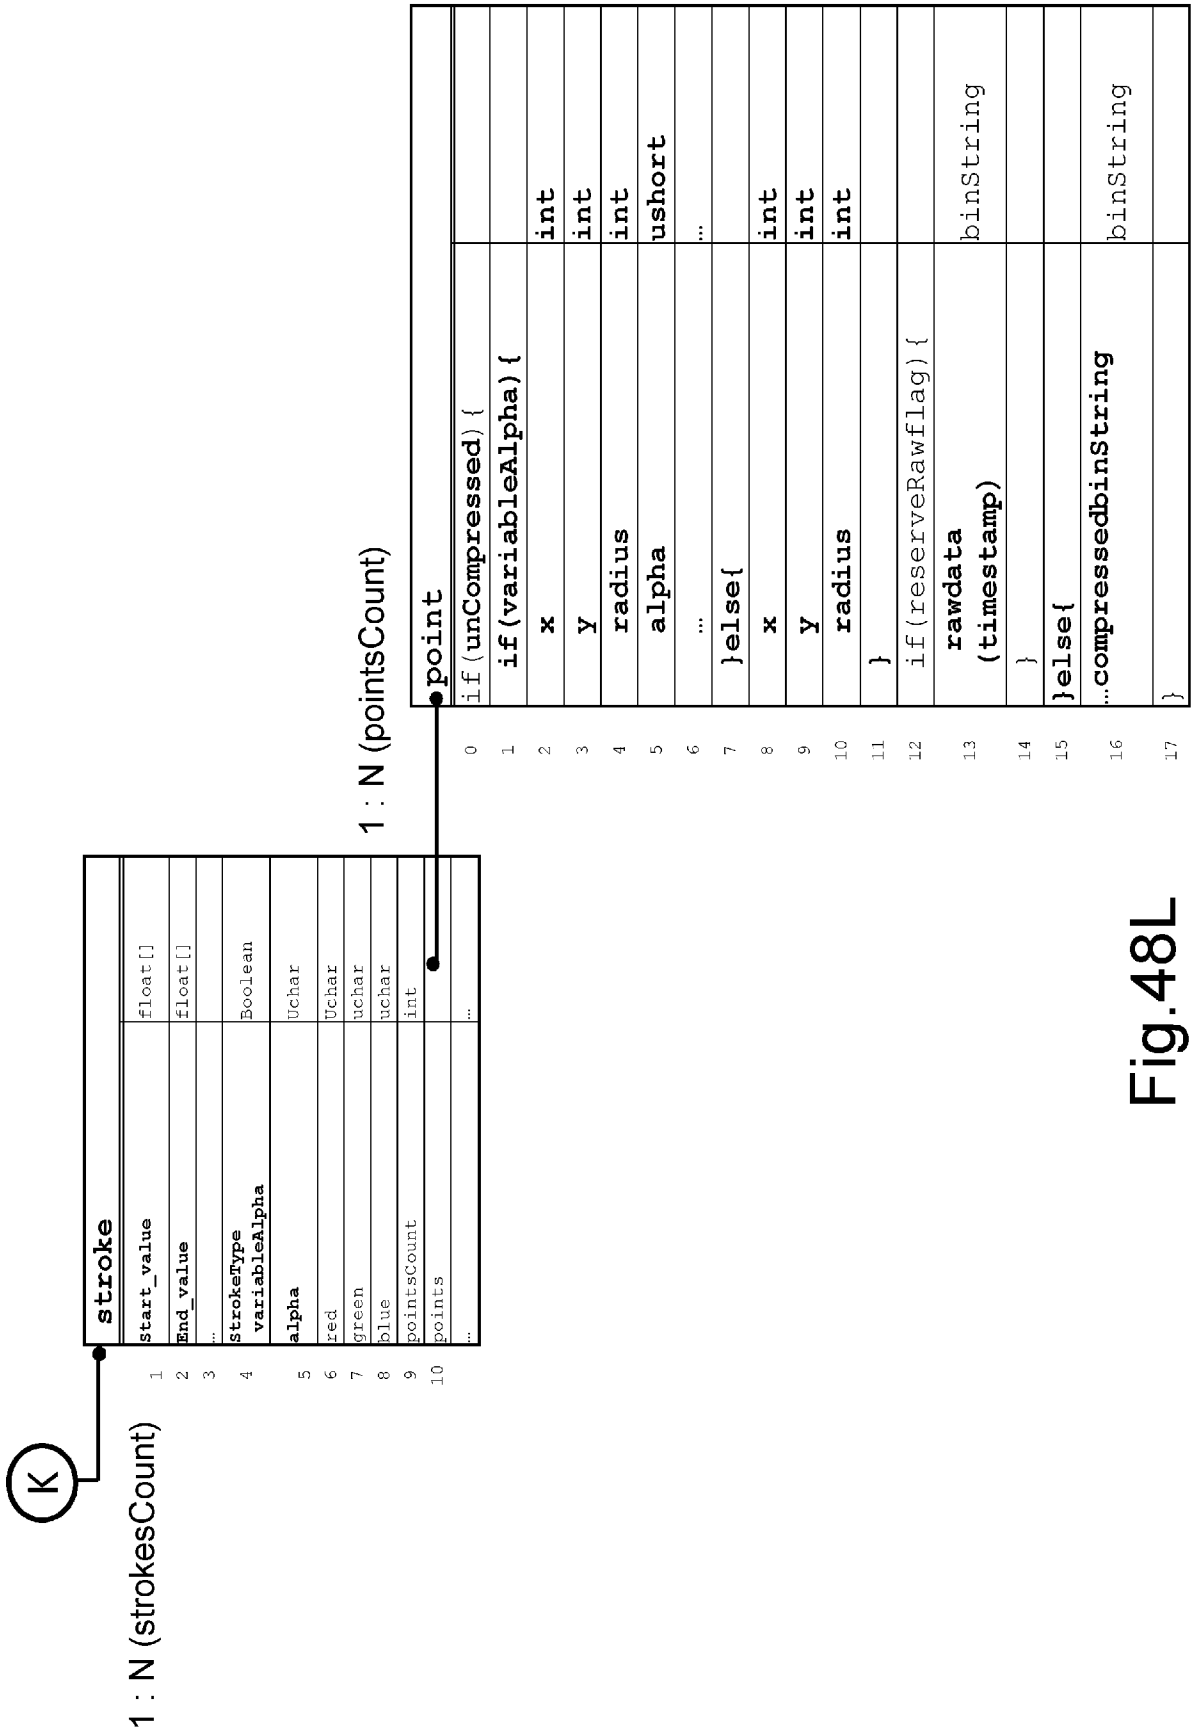 K
1 : N (strokesCount)
stroke
1 Start_value float[]
2 End_value float[]
3 …
4 StrokeType
variableAlpha Boolean
5 alpha Uchar
6 red Uchar
7 green uchar
8 blue uchar
9 pointsCount int
10 points
… …
1 : N (pointsCount)
point
0 if(unCompressed){
1 if(variableAlpha){
2 x int
3 y int
4 radius int
5 alpha ushort
6 … …
7 }else{
8 x int
9 y int
10 radius int
11 }
12 if(reserveRawflag){
13 rawdata
(timestamp) binString
14 }
15 }else{
16 …compressedbinString binString
17 }
Fig.48L